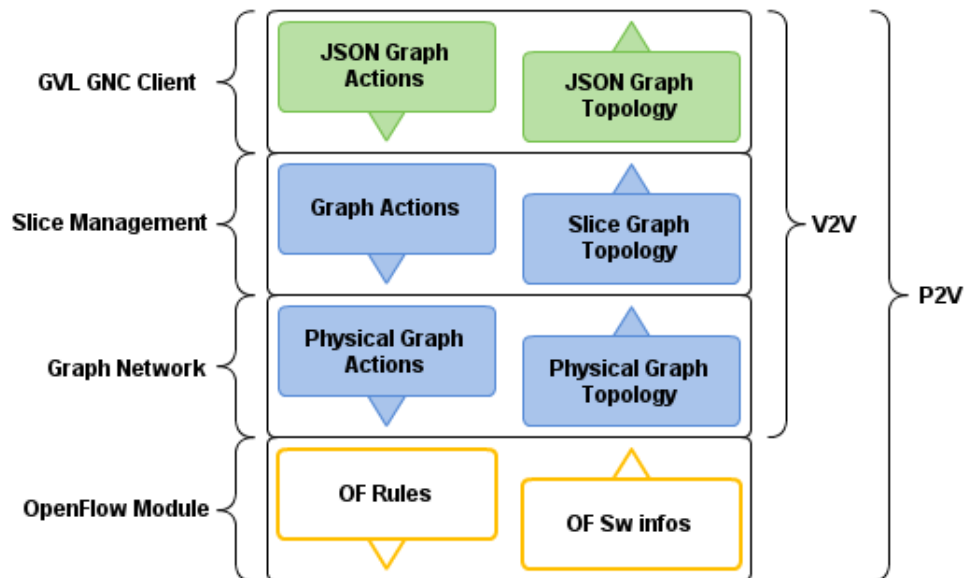 GVL GNC Client
JSON Graph
Actions
JSON Graph
Topology
Slice Management
Graph Actions
Slice Graph
Topology
V2V
P2V
Graph Network
Physical Graph
Actions
Physical Graph
Topology
OpenFlow Module
OF Rules
OF Sw infos